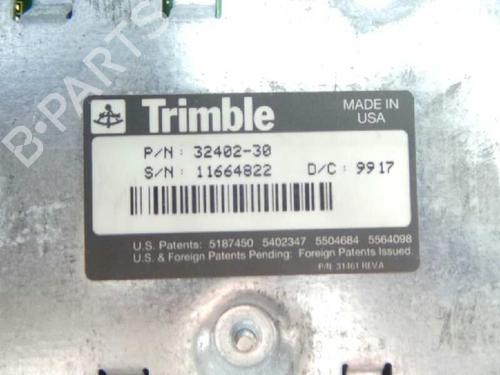 B-PARTS
Trimble
MADE IN
USA
P/N: 32402-30
S/N: 11664822 D/C: 9917
U.S. Patents: 5187450 5402347 5504684 5564098
U.S. & Foreign Patents Pending: Foreign Patents Issued.
P/N: 31461 REV.A